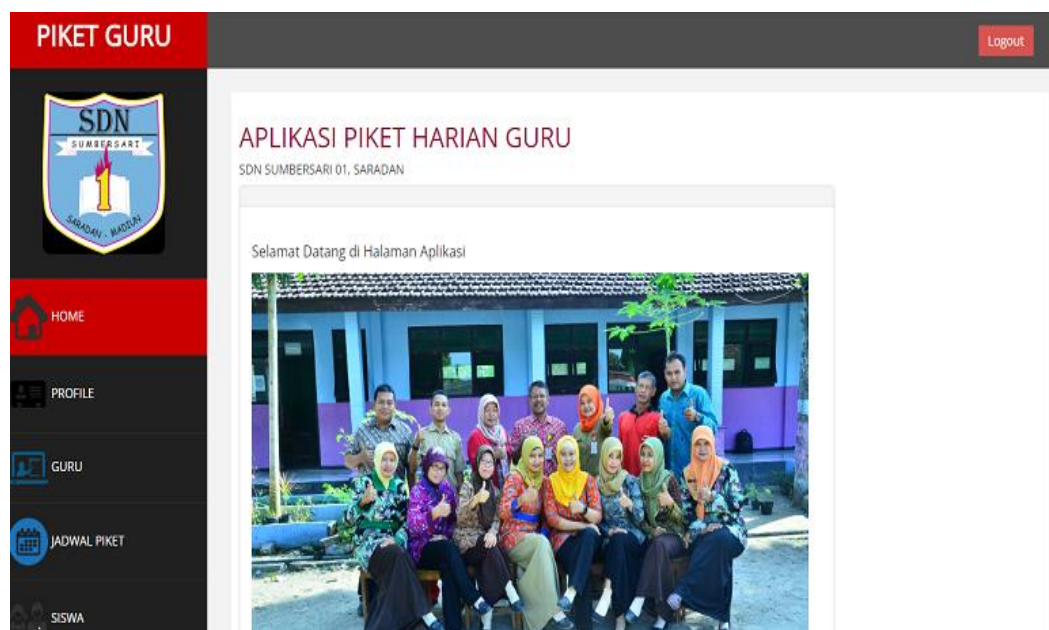 PIKET GURU
Logout
SDN
SUMBERSARI
1
SARADAN - MADIUN
HOME
PROFILE
GURU
JADWAL PIKET
SISWA
APLIKASI PIKET HARIAN GURU
SDN SUMBERSARI 01, SARADAN
Selamat Datang di Halaman Aplikasi